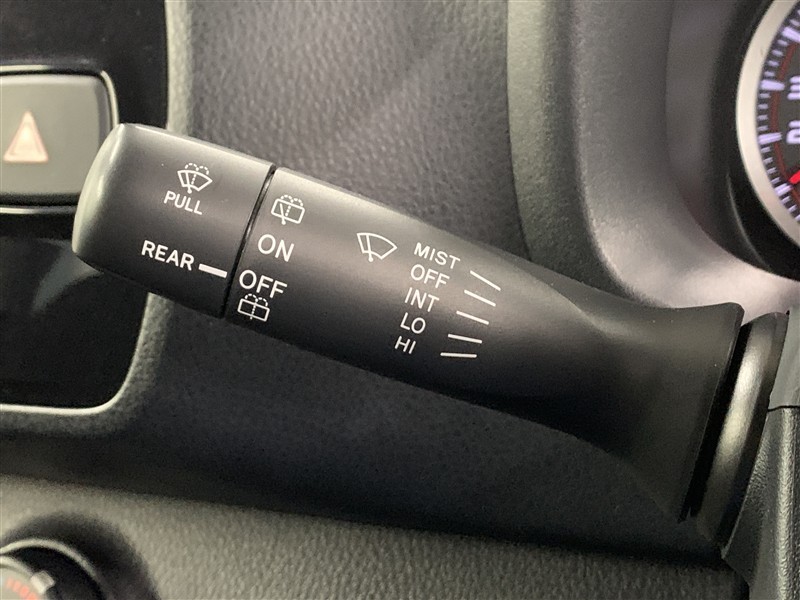 PULL
REAR
ON
OFF
MIST
OFF
INT
LO
HI